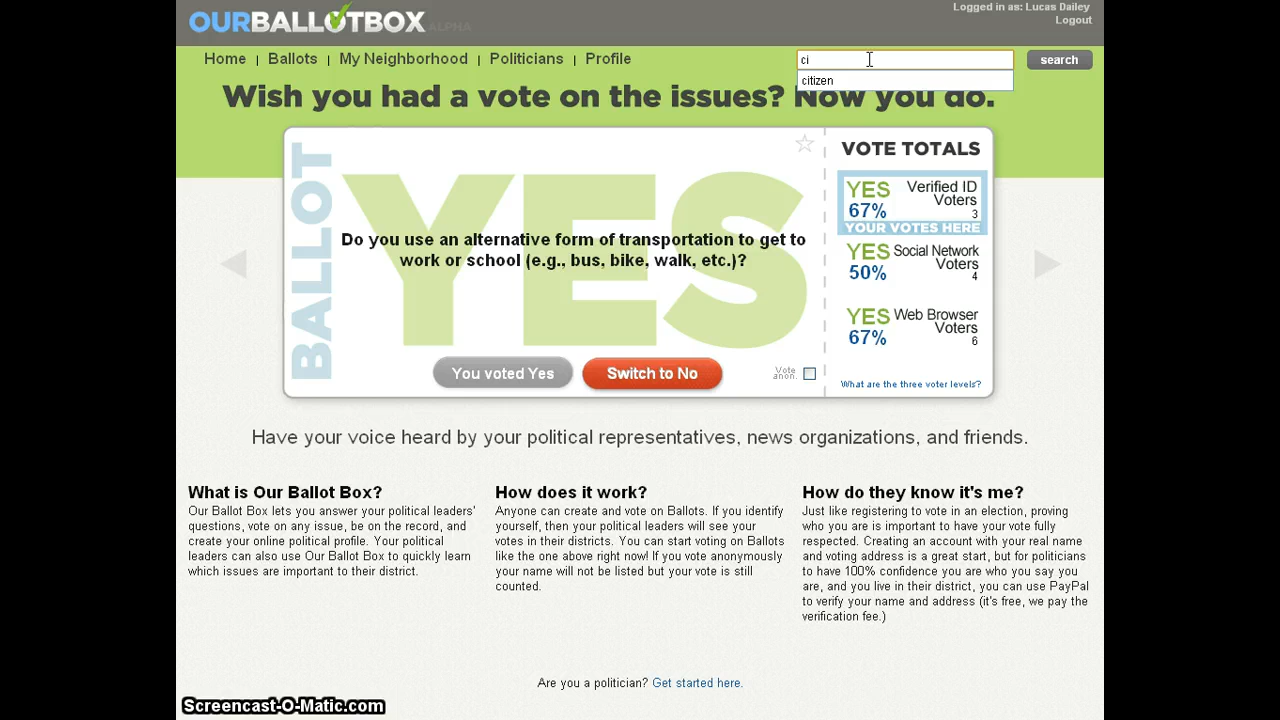 OURBALLOTBOX ALPHA
Logged in as: Lucas Dailey
Logout
Home | Ballots | My Neighborhood | Politicians | Profile
ci
search
citizen
Wish you had a vote on the issues? Now you do.
BALLOT
YES
Do you use an alternative form of transportation to get to
work or school (e.g., bus, bike, walk, etc.)?
You voted Yes
Switch to No
Vote
anon.
VOTE TOTALS
YES Verified ID
67% Voters
3
YOUR VOTES HERE
YES Social Network
50% Voters
4
YES Web Browser
67% Voters
6
What are the three voter levels?
Have your voice heard by your political representatives, news organizations, and friends.
What is Our Ballot Box?
Our Ballot Box lets you answer your political leaders'
questions, vote on any issue, be on the record, and
create your online political profile. Your political
leaders can also use Our Ballot Box to quickly learn
which issues are important to their district.
How does it work?
Anyone can create and vote on Ballots. If you identify
yourself, then your political leaders will see your
votes in their districts. You can start voting on Ballots
like the one above right now! If you vote anonymously
your name will not be listed but your vote is still
counted.
How do they know it's me?
Just like registering to vote in an election, proving
who you are is important to have your vote fully
respected. Creating an account with your real name
and voting address is a great start, but for politicians
to have 100% confidence you are who you say you
are, and you live in their district, you can use PayPal
to verify your name and address (it's free, we pay the
verification fee.)
Are you a politician? Get started here.
Screencast-O-Matic.com